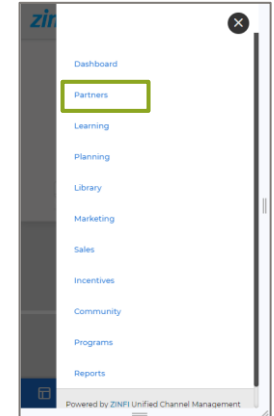 zin
Dashboard
Partners
Learning
Planning
Library
Marketing
Sales
Incentives
Community
Programs
Reports
Powered by ZINFI Unified Channel Management